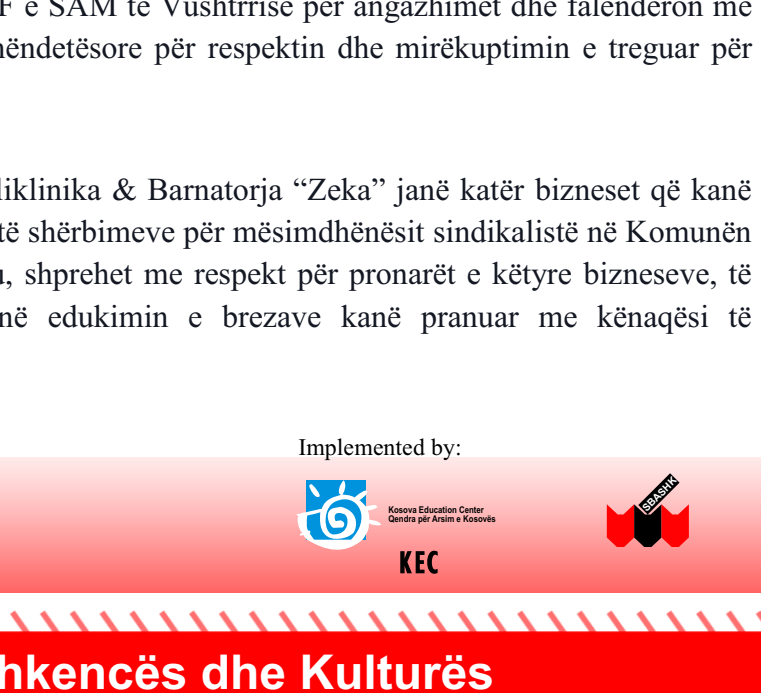 F e SAM të Vushtrrisë për angazhimet dhe falënderon me
hëndetësore për respektin dhe mirëkuptimin e treguar për
liklinika & Barnatorja “Zeka” janë katër bizneset që kanë
të shërbimeve për mësimdhënësit sindikalistë në Komunën
, shprehet me respekt për pronarët e këtyre bizneseve, të
në edukimin e brezave kanë pranuar me kënaqësi të
Implemented by:
SBASHK
Kosova Education Center
Qendra për Arsim e Kosovës
KEC
hkencës dhe Kulturës